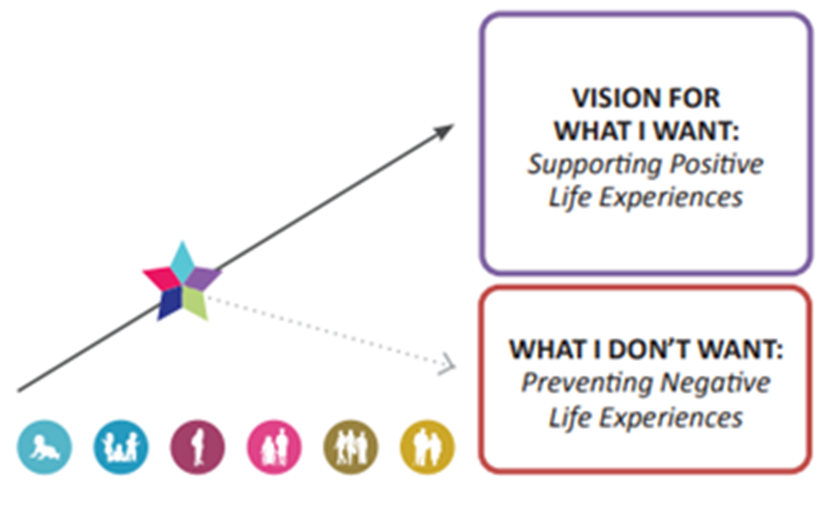 VISION FOR
WHAT I WANT:
Supporting Positive
Life Experiences
WHAT I DON'T WANT:
Preventing Negative
Life Experiences